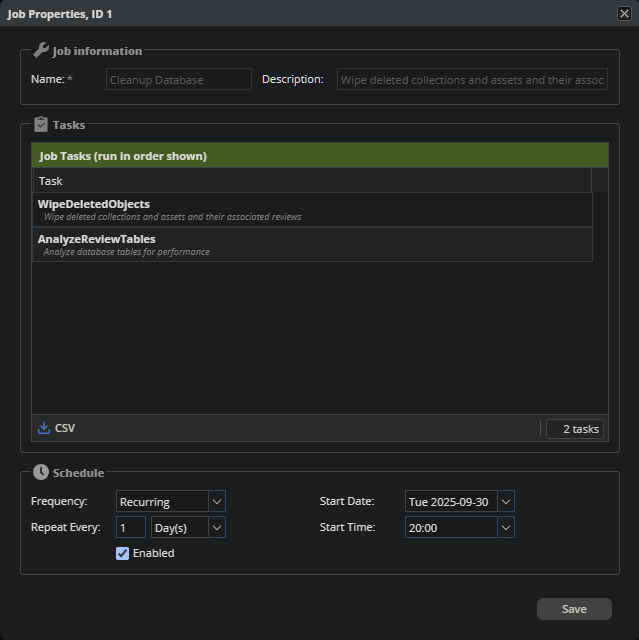 Job Properties, ID 1
Job information
Name: * Cleanup Database Description: Wipe deleted collections and assets and their assoc
Tasks
Job Tasks (run in order shown)
Task
WipeDeletedObjects
Wipe deleted collections and assets and their associated reviews
AnalyzeReviewTables
Analyze database tables for performance
CSV 2 tasks
Schedule
Frequency: Recurring Start Date: Tue 2025-09-30
Repeat Every: 1 Day(s) Start Time: 20:00
Enabled
Save